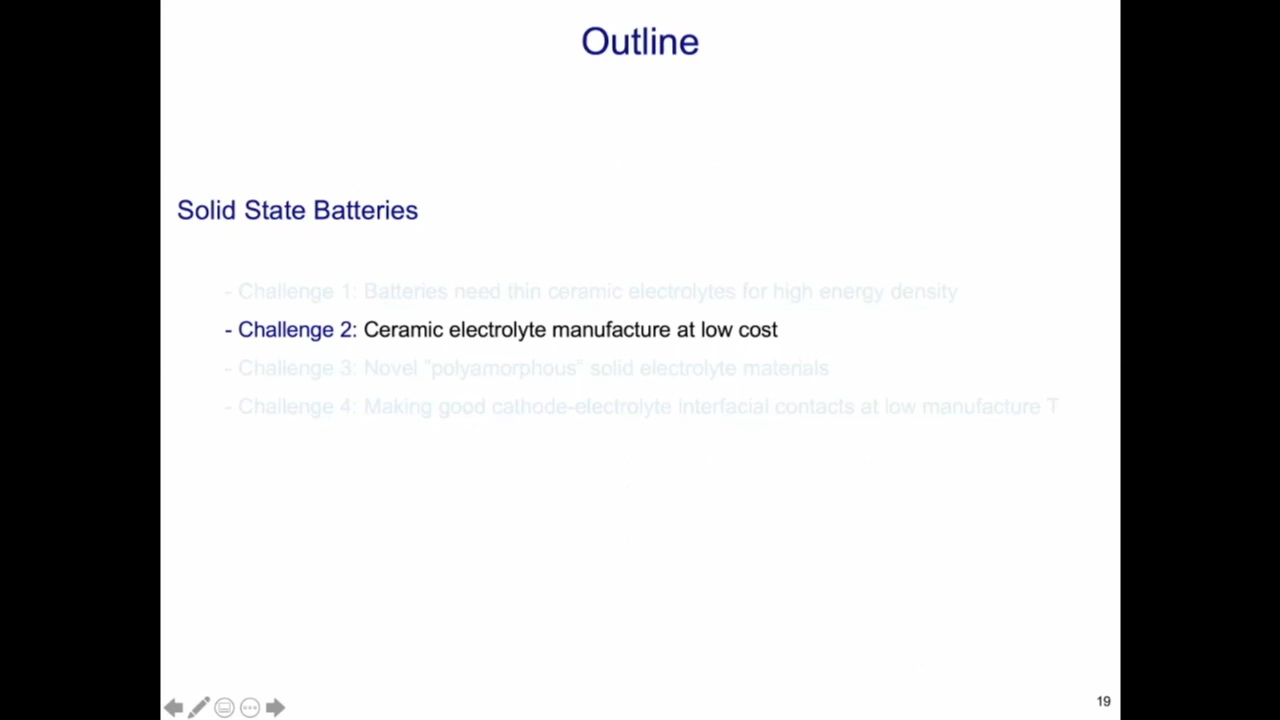 Outline
Solid State Batteries
- Challenge 1: Batteries need thin ceramic electrolytes for high energy density
- Challenge 2: Ceramic electrolyte manufacture at low cost
- Challenge 3: Novel "polyamorphous" solid electrolyte materials
- Challenge 4: Making good cathode-electrolyte interfacial contacts at low manufacture T
19